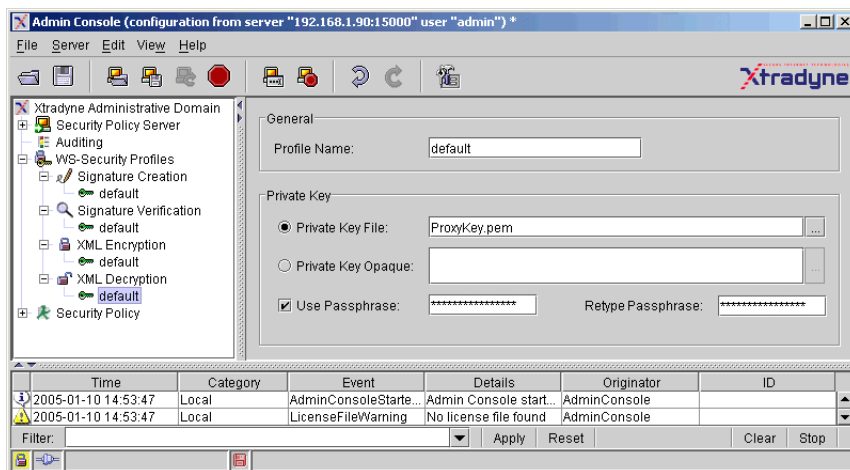 Admin Console (configuration from server "192.168.1.90:15000" user "admin") *
File Server Edit View Help
Xtradyne
Xtradyne Administrative Domain
Security Policy Server
Auditing
WS-Security Profiles
Signature Creation
default
Signature Verification
default
XML Encryption
default
XML Decryption
default
Security Policy
General
Profile Name: default
Private Key
Private Key File: ProxyKey.pem ...
Private Key Opaque: ...
Use Passphrase: **************** Retype Passphrase: ****************
Time Category Event Details Originator ID
2005-01-10 14:53:47 Local AdminConsoleStarte... Admin Console start... AdminConsole
2005-01-10 14:53:47 Local LicenseFileWarning No license file found AdminConsole
Filter: Apply Reset Clear Stop